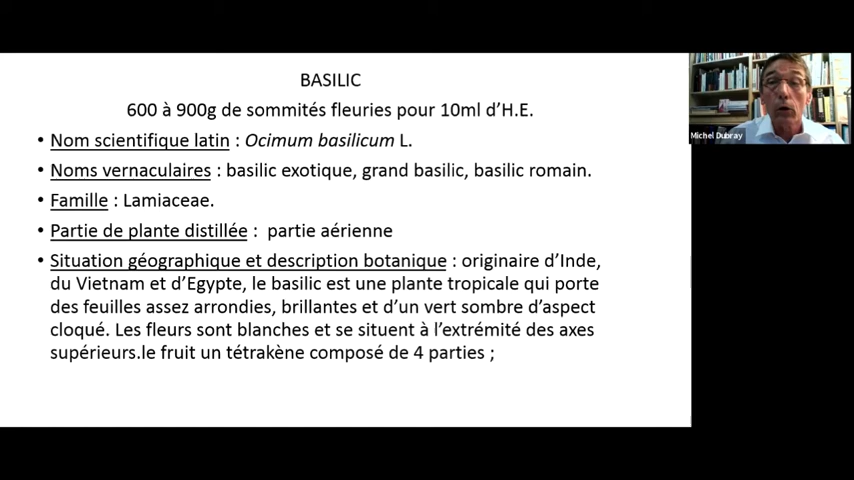 BASILIC
600 à 900g de sommités fleuries pour 10ml d'H.E.
• Nom scientifique latin : Ocimum basilicum L.
• Noms vernaculaires : basilic exotique, grand basilic, basilic romain.
• Famille : Lamiaceae.
• Partie de plante distillée : partie aérienne
• Situation géographique et description botanique : originaire d'Inde,
du Vietnam et d'Egypte, le basilic est une plante tropicale qui porte
des feuilles assez arrondies, brillantes et d'un vert sombre d'aspect
cloqué. Les fleurs sont blanches et se situent à l'extrémité des axes
supérieurs.le fruit un tétrakène composé de 4 parties ;
Michel Dubray